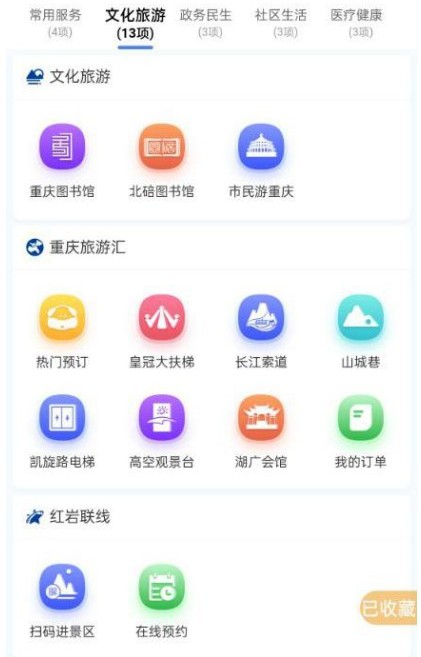 常用服务 文化旅游 政务民生 社区生活 医疗健康
(4项) (13项) (3项) (3项) (3项)
文化旅游
重庆图书馆 北碚图书馆 市民游重庆
重庆旅游汇
热门预订 皇冠大扶梯 长江索道 山城巷
凯旋路电梯 高空观景台 湖广会馆 我的订单
红岩联线
已收藏
扫码进景区 在线预约